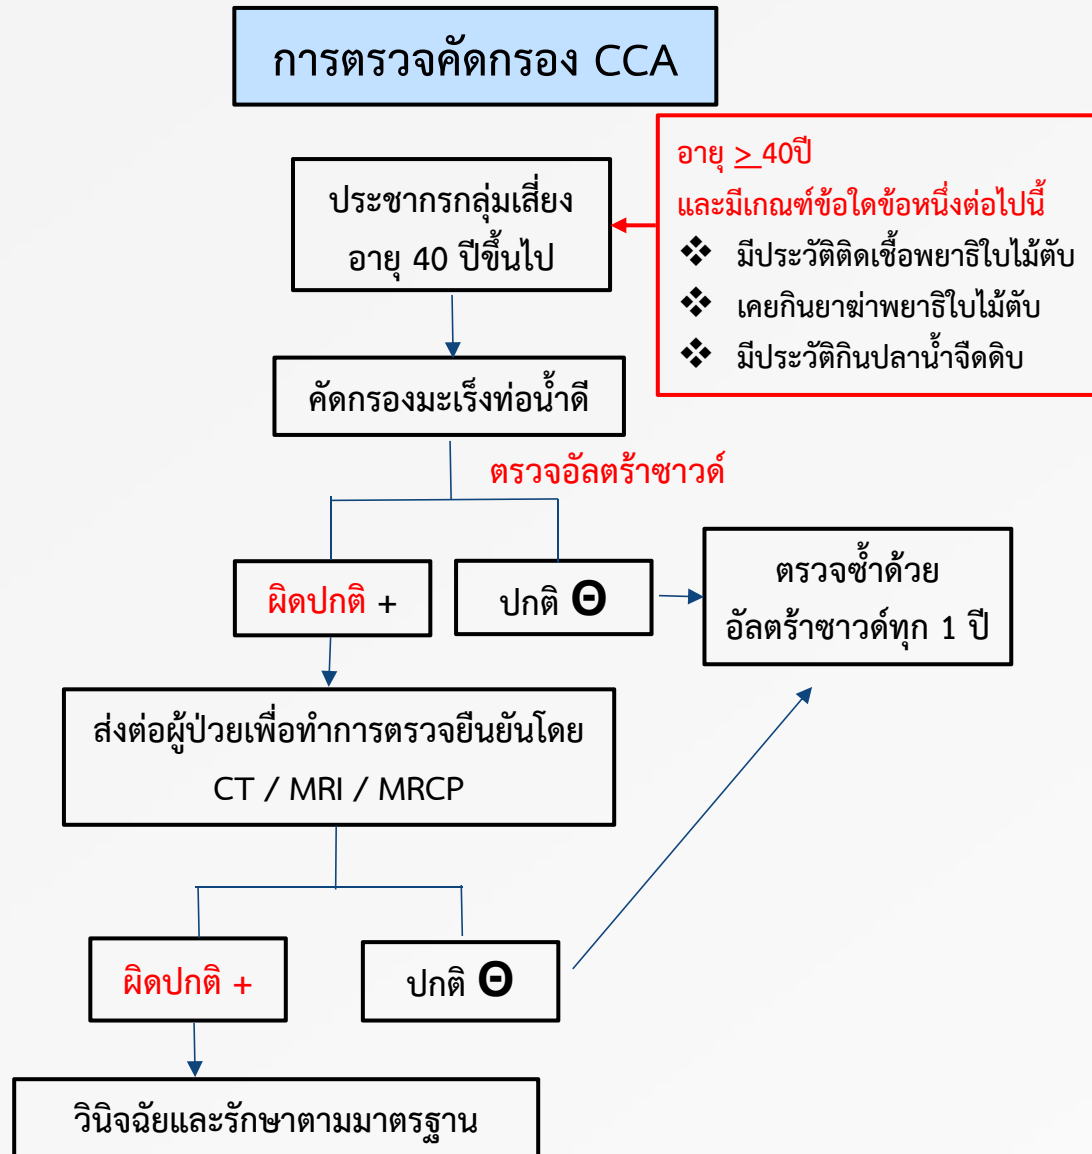 การตรวจคัดกรอง CCA
อายุ ≥ 40ปี
และมีเกณฑ์ข้อใดข้อหนึ่งต่อไปนี้
❖ มีประวัติติดเชื้อพยาธิใบไม้ตับ
❖ เคยกินยาฆ่าพยาธิใบไม้ตับ
❖ มีประวัติกินปลาน้ำจืดดิบ
ประชากรกลุ่มเสี่ยง
อายุ 40 ปีขึ้นไป
คัดกรองมะเร็งท่อน้ำดี
ตรวจอัลตร้าซาวด์
ผิดปกติ +
ปกติ Θ
ตรวจซ้ำด้วย
อัลตร้าซาวด์ทุก 1 ปี
ส่งต่อผู้ป่วยเพื่อทำการตรวจยืนยันโดย
CT / MRI / MRCP
ผิดปกติ +
ปกติ Θ
วินิจฉัยและรักษาตามมาตรฐาน